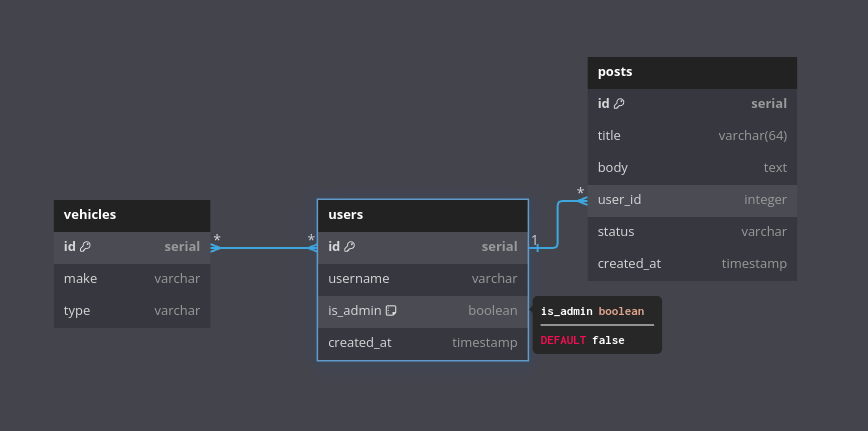 posts
id serial
title varchar(64)
body text
* user_id integer
status varchar
created_at timestamp
vehicles
id serial *
make varchar
type varchar
users
* id serial 1
username varchar
is_admin boolean
created_at timestamp
is_admin boolean
DEFAULT false